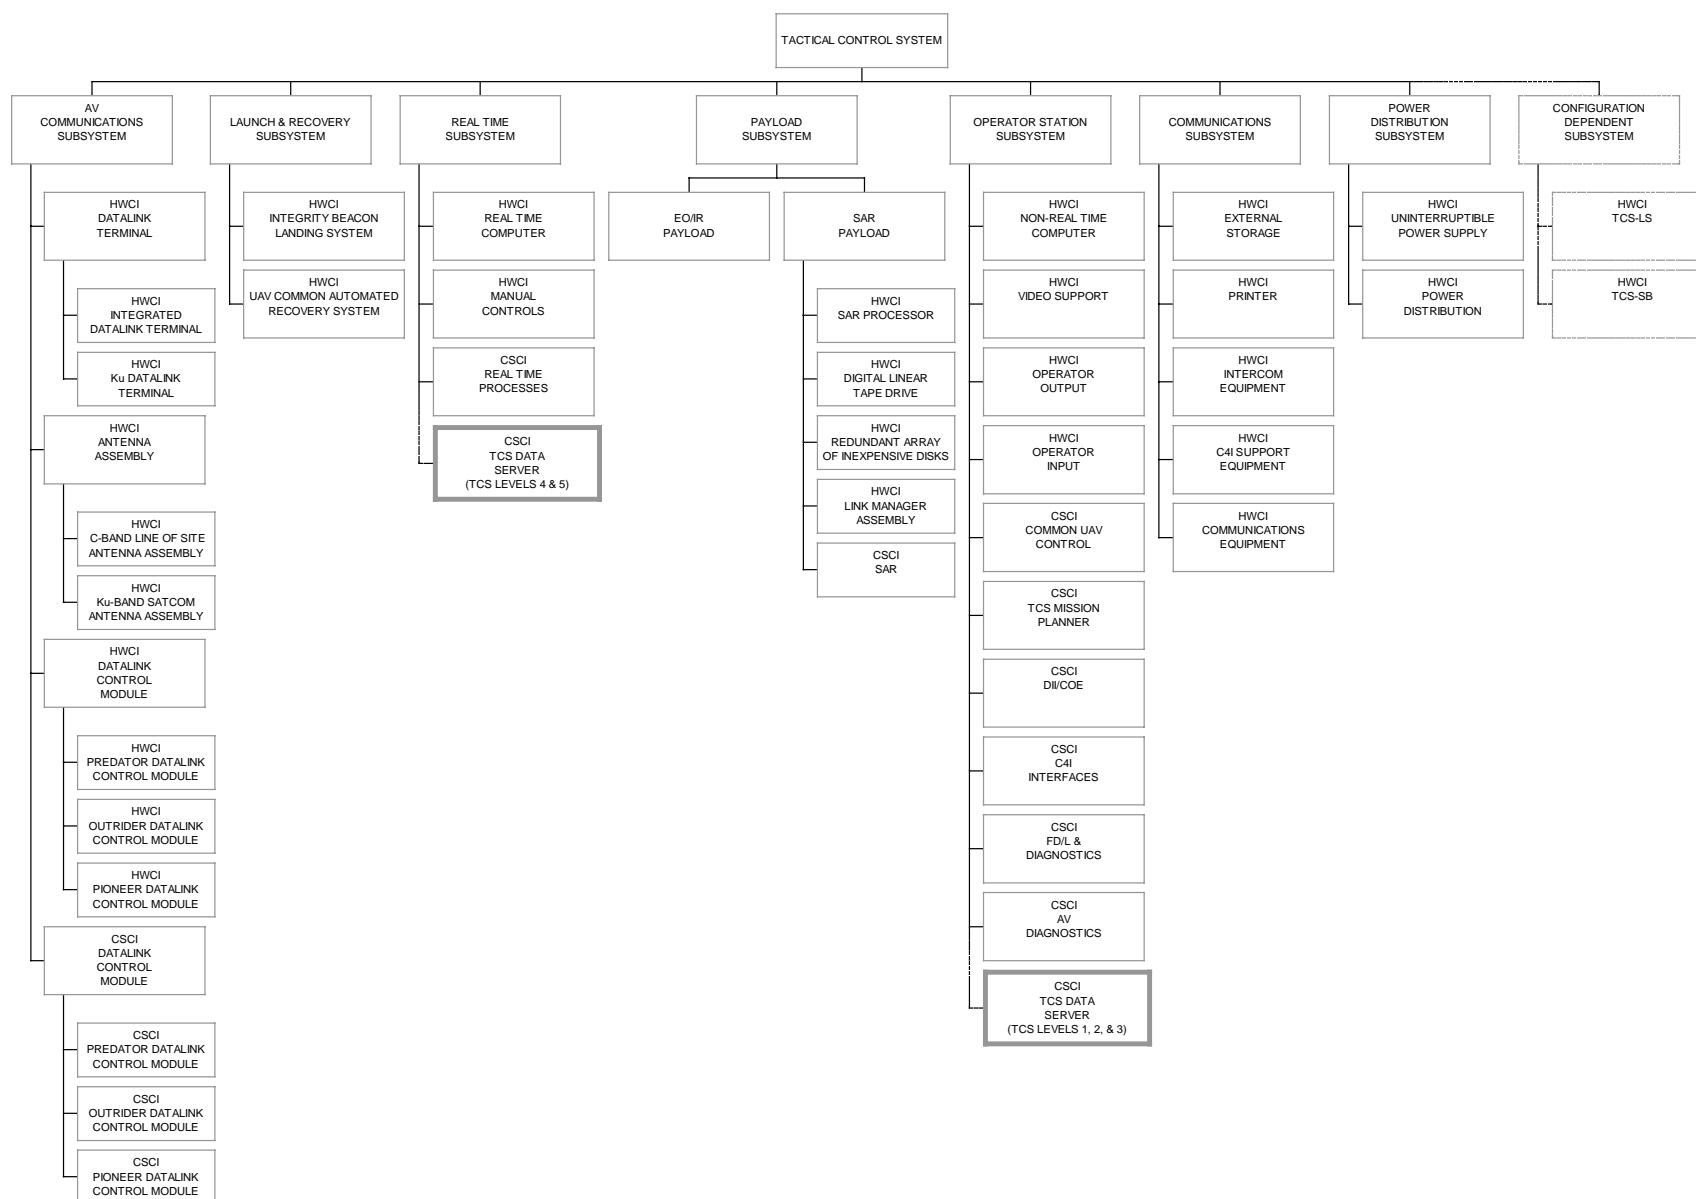 TACTICAL CONTROL SYSTEM
AV
COMMUNICATIONS
SUBSYSTEM
LAUNCH & RECOVERY
SUBSYSTEM
REAL TIME
SUBSYSTEM
PAYLOAD
SUBSYSTEM
OPERATOR STATION
SUBSYSTEM
COMMUNICATIONS
SUBSYSTEM
POWER
DISTRIBUTION
SUBSYSTEM
CONFIGURATION
DEPENDENT
SUBSYSTEM
HWCI
DATALINK
TERMINAL
HWCI
INTEGRATED
DATALINK TERMINAL
HWCI
Ku DATALINK
TERMINAL
HWCI
ANTENNA
ASSEMBLY
HWCI
C-BAND LINE OF SITE
ANTENNA ASSEMBLY
HWCI
Ku-BAND SATCOM
ANTENNA ASSEMBLY
HWCI
DATALINK
CONTROL
MODULE
HWCI
PREDATOR DATALINK
CONTROL MODULE
HWCI
OUTRIDER DATALINK
CONTROL MODULE
HWCI
PIONEER DATALINK
CONTROL MODULE
CSCI
DATALINK
CONTROL
MODULE
CSCI
PREDATOR DATALINK
CONTROL MODULE
CSCI
OUTRIDER DATALINK
CONTROL MODULE
CSCI
PIONEER DATALINK
CONTROL MODULE
HWCI
INTEGRITY BEACON
LANDING SYSTEM
HWCI
UAV COMMON AUTOMATED
RECOVERY SYSTEM
HWCI
REAL TIME
COMPUTER
HWCI
MANUAL
CONTROLS
CSCI
REAL TIME
PROCESSES
CSCI
TCS DATA
SERVER
(TCS LEVELS 4 & 5)
EO/IR
PAYLOAD
SAR
PAYLOAD
HWCI
SAR PROCESSOR
HWCI
DIGITAL LINEAR
TAPE DRIVE
HWCI
REDUNDANT ARRAY
OF INEXPENSIVE DISKS
HWCI
LINK MANAGER
ASSEMBLY
CSCI
SAR
HWCI
NON-REAL TIME
COMPUTER
HWCI
VIDEO SUPPORT
HWCI
OPERATOR
OUTPUT
HWCI
OPERATOR
INPUT
CSCI
COMMON UAV
CONTROL
CSCI
TCS MISSION
PLANNER
CSCI
DII/COE
CSCI
C4I
INTERFACES
CSCI
FD/L &
DIAGNOSTICS
CSCI
AV
DIAGNOSTICS
CSCI
TCS DATA
SERVER
(TCS LEVELS 1, 2, & 3)
HWCI
EXTERNAL
STORAGE
HWCI
PRINTER
HWCI
INTERCOM
EQUIPMENT
HWCI
C4I SUPPORT
EQUIPMENT
HWCI
COMMUNICATIONS
EQUIPMENT
HWCI
UNINTERRUPTIBLE
POWER SUPPLY
HWCI
POWER
DISTRIBUTION
HWCI
TCS-LS
HWCI
TCS-SB